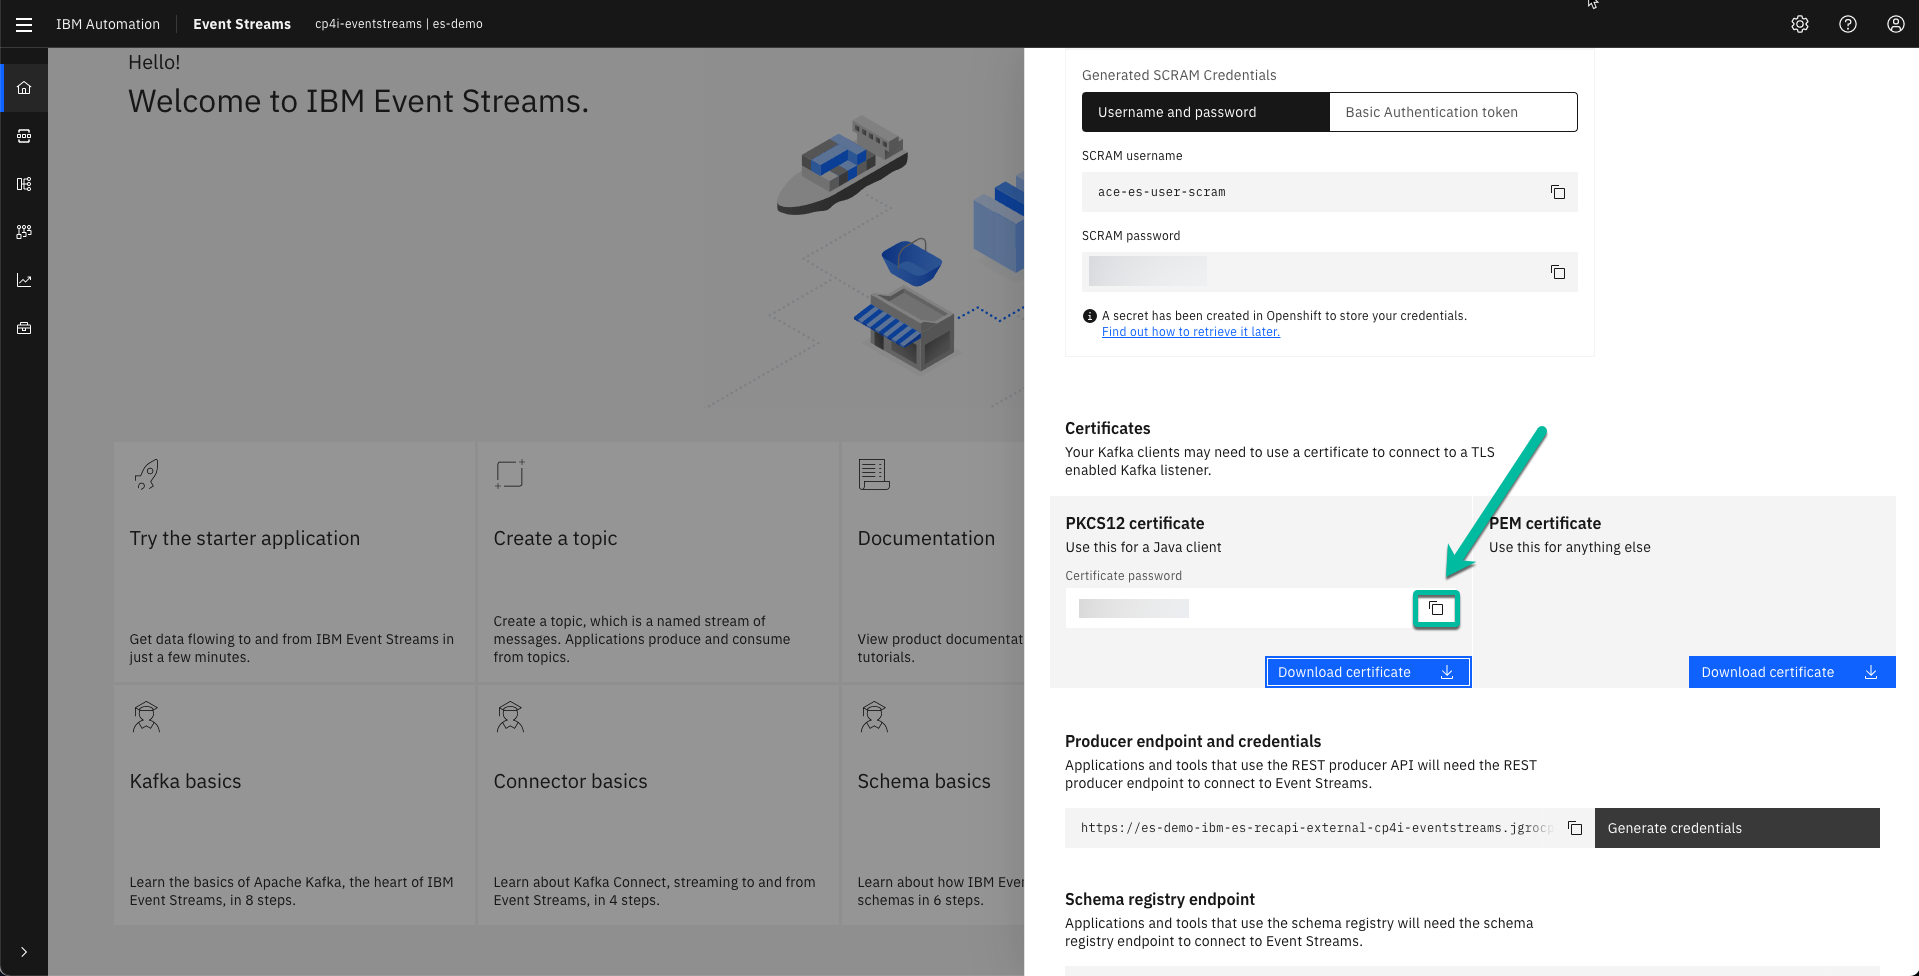 IBM Automation
Event Streams
cp4i-eventstreams | es-demo
Hello!
Welcome to IBM Event Streams.
Try the starter application
Get data flowing to and from IBM Event Streams in
just a few minutes.
Create a topic
Create a topic, which is a named stream of
messages. Applications produce and consume
from topics.
Documentation
View product documentat
tutorials.
Kafka basics
Learn the basics of Apache Kafka, the heart of IBM
Event Streams, in 8 steps.
Connector basics
Learn about Kafka Connect, streaming to and from
Event Streams, in 4 steps.
Schema basics
Learn about how IBM Eve
schemas in 6 steps.
Generated SCRAM Credentials
Username and password
Basic Authentication token
SCRAM username
ace-es-user-scram
SCRAM password
A secret has been created in Openshift to store your credentials.
Find out how to retrieve it later.
Certificates
Your Kafka clients may need to use a certificate to connect to a TLS
enabled Kafka listener.
PKCS12 certificate
Use this for a Java client
Certificate password
Download certificate
PEM certificate
Use this for anything else
Download certificate
Producer endpoint and credentials
Applications and tools that use the REST producer API will need the REST
producer endpoint to connect to Event Streams.
https://es-demo-ibm-es-recapi-external-cp4i-eventstreams.jgrocp
Generate credentials
Schema registry endpoint
Applications and tools that use the schema registry will need the schema
registry endpoint to connect to Event Streams.